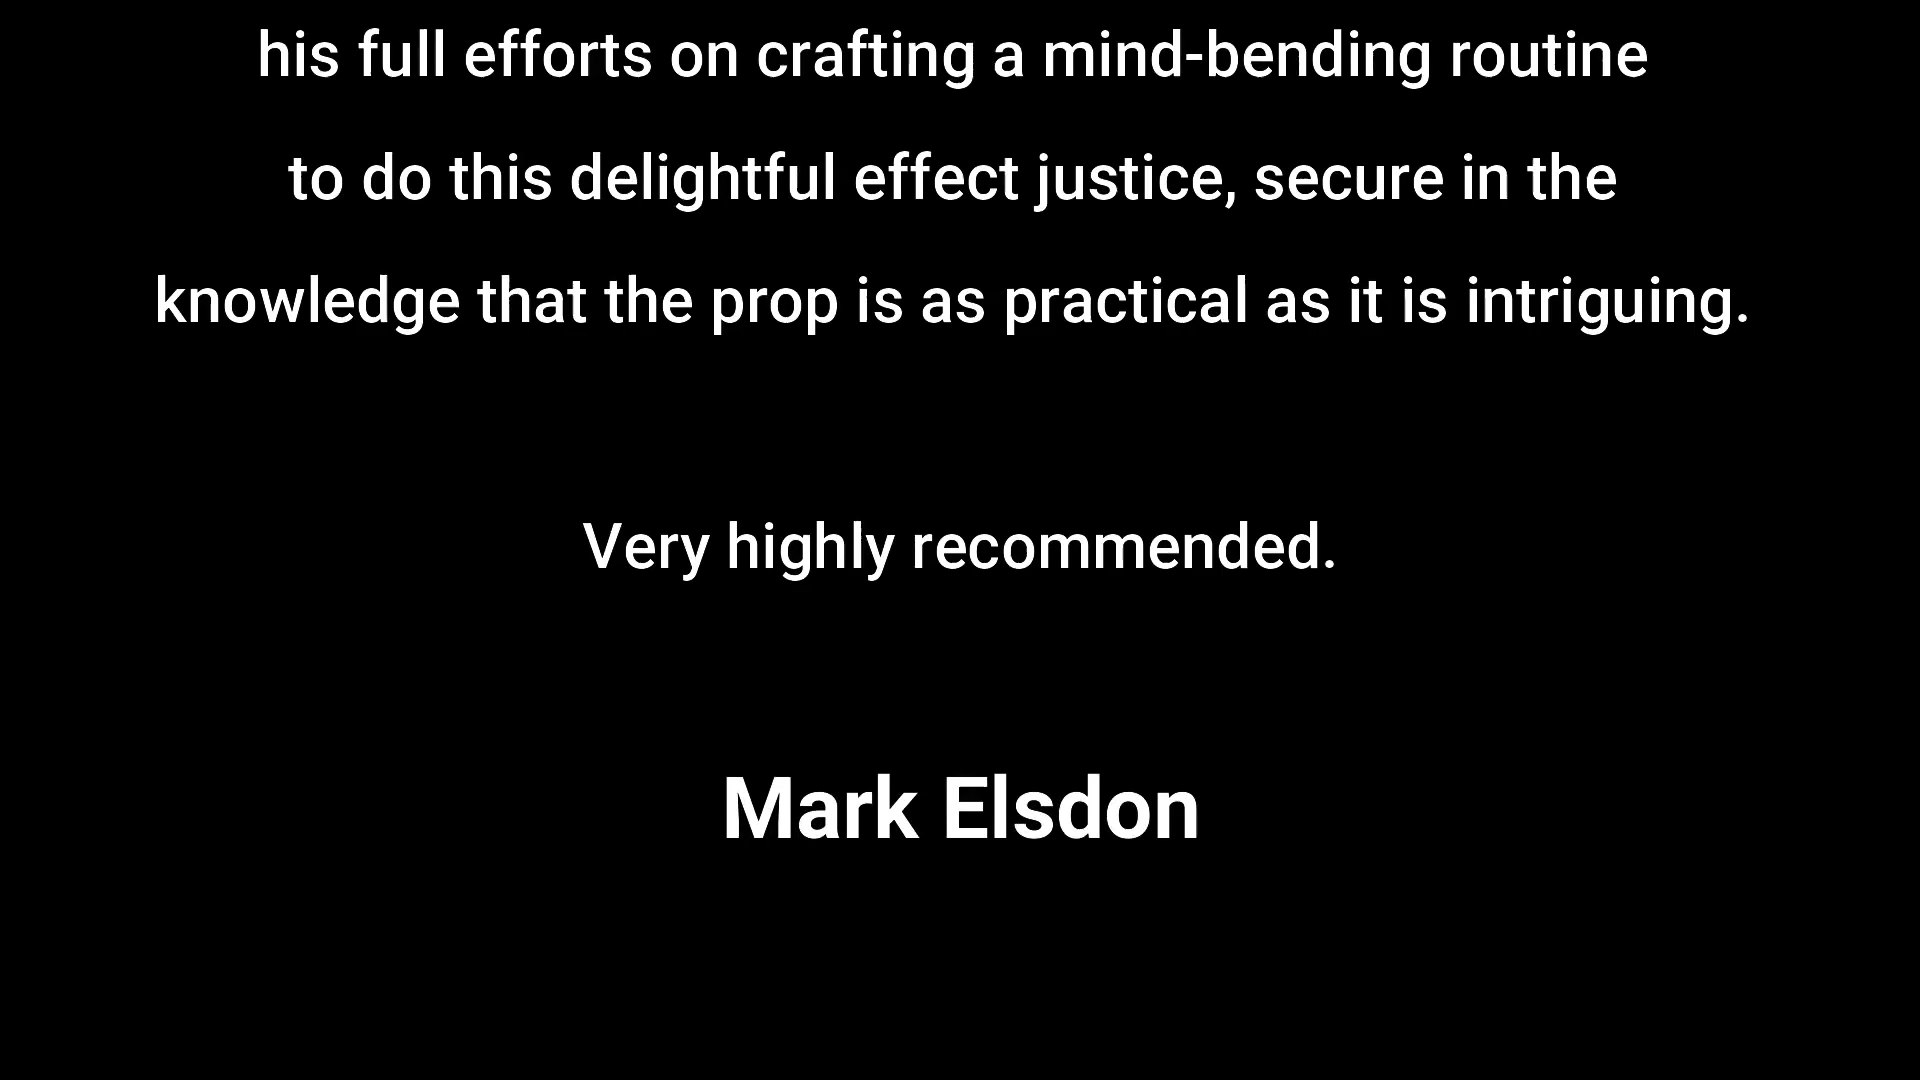 his full efforts on crafting a mind-bending routine
to do this delightful effect justice, secure in the
knowledge that the prop is as practical as it is intriguing.
Very highly recommended.
Mark Elsdon